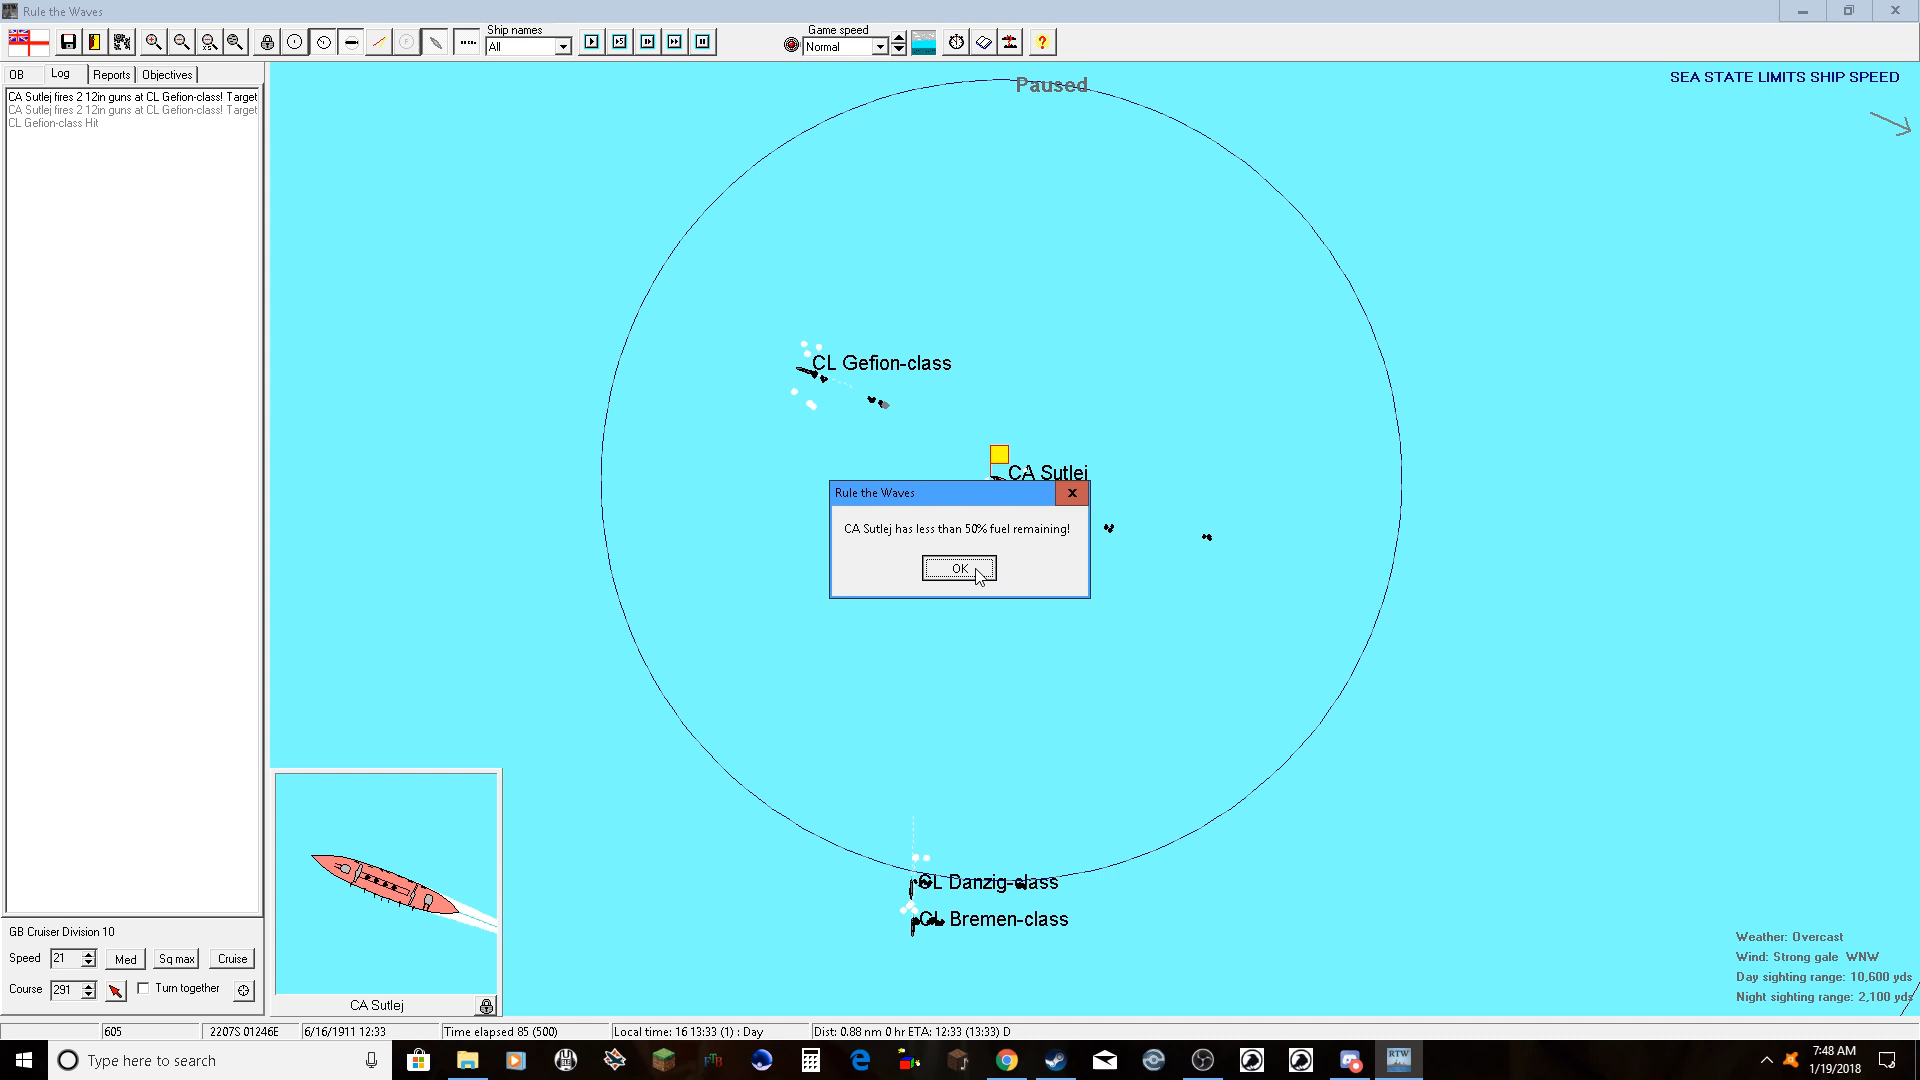 Rule the Waves
Ship names
All
Game speed
Normal
OB Log Reports Objectives
CA Sutlej fires 2 12in guns at CL Gefion-class! Target
CA Sutlej fires 2 12in guns at CL Gefion-class! Target
CL Gefion-class Hit
Paused
SEA STATE LIMITS SHIP SPEED
CL Gefion-class
CA Sutlej
Rule the Waves
CA Sutlej has less than 50% fuel remaining!
OK
CL Danzig-class
CL Bremen-class
GB Cruiser Division 10
Speed 21 Med Sq max Cruise
Course 291 Turn together
CA Sutlej
Weather: Overcast
Wind: Strong gale WNW
Day sighting range: 10,600 yds
Night sighting range: 2,100 yds
605 2207S 01246E 6/16/1911 12:33 Time elapsed 85 (500) Local time: 16 13:33 (1) : Day Dist: 0.88 nm 0 hr ETA: 12:33 (13:33) D
Type here to search
FTB
RTW
7:48 AM
1/19/2018